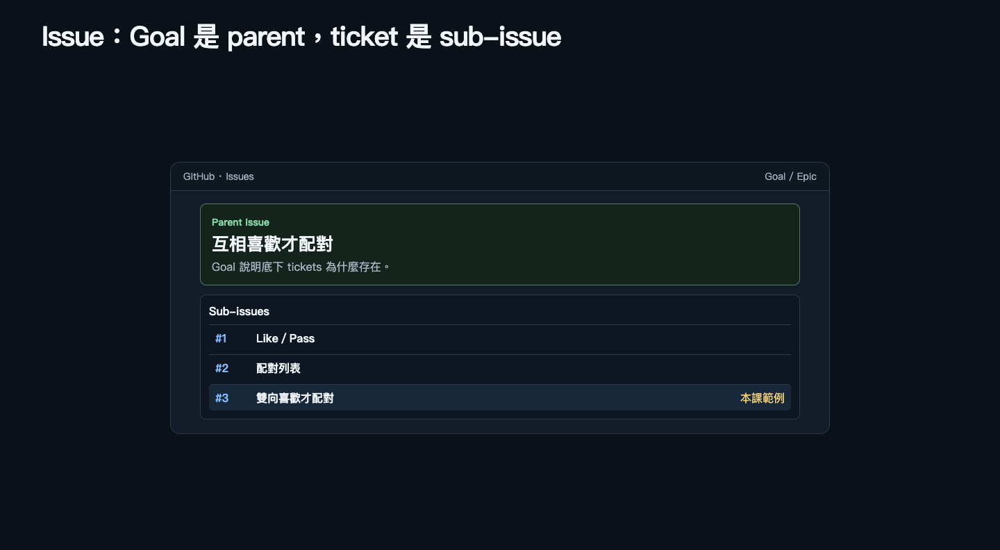 Issue：Goal 是 parent，ticket 是 sub-issue
GitHub · Issues
Goal / Epic
Parent issue
互相喜歡才配對
Goal 說明底下 tickets 為什麼存在。
Sub-issues
#1 Like / Pass
#2 配對列表
#3 雙向喜歡才配對 本課範例